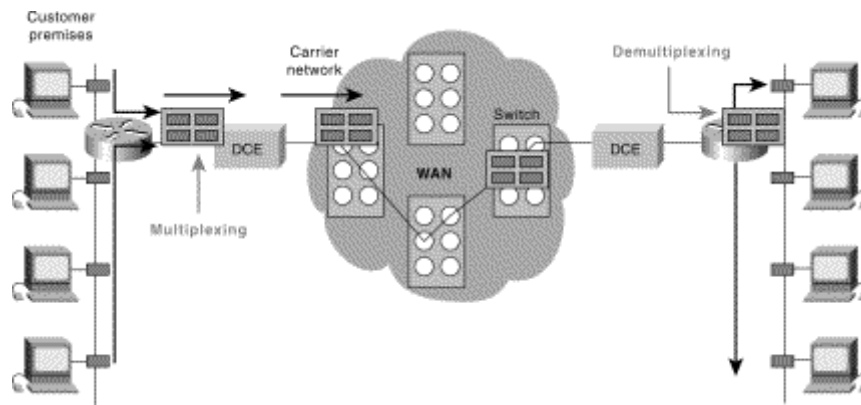 Customer
premises
Carrier
network
Demultiplexing
Switch
DCE
DCE
WAN
Multiplexing